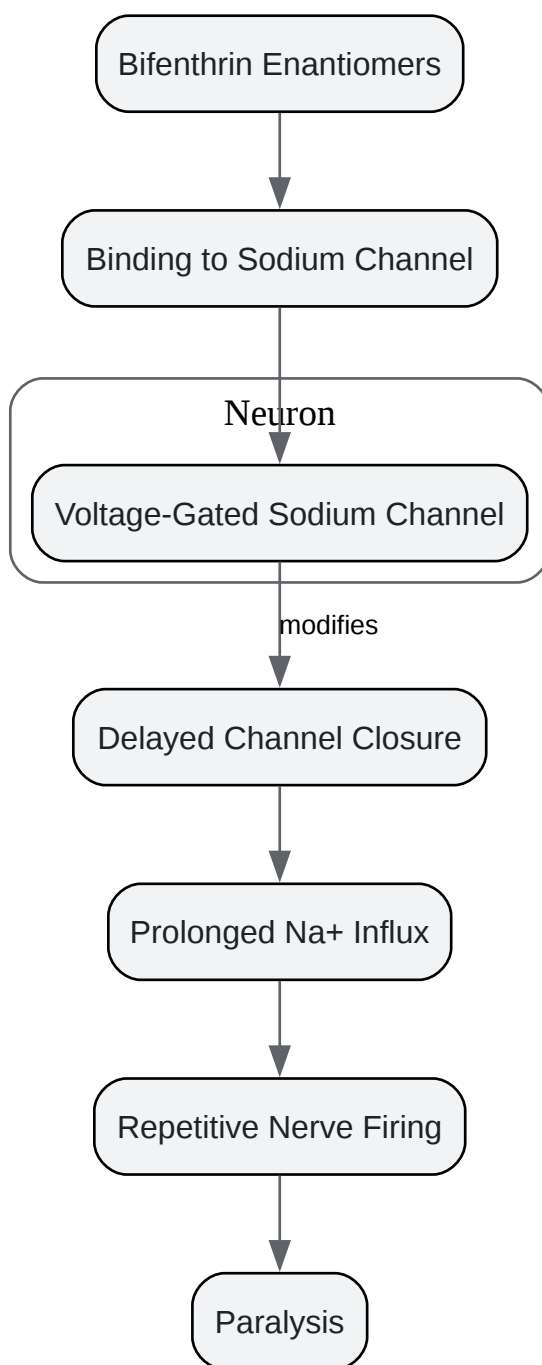 Bifenthrin Enantiomers
Binding to Sodium Channel
Neuron
Voltage-Gated Sodium Channel
modifies
Delayed Channel Closure
Prolonged Na+ Influx
Repetitive Nerve Firing
Paralysis